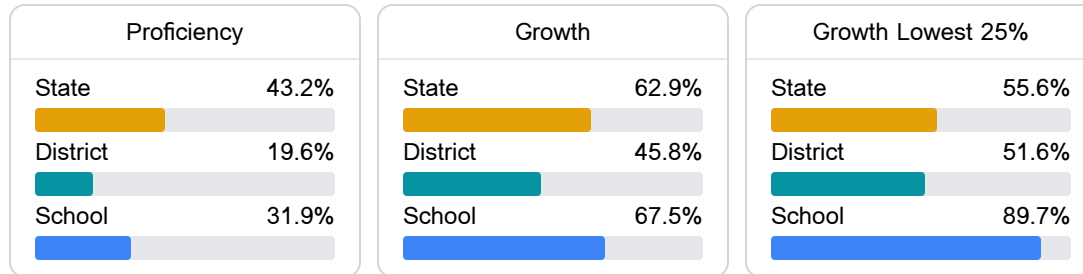 Proficiency
State 43.2%
District 19.6%
School 31.9%
Growth
State 62.9%
District 45.8%
School 67.5%
Growth Lowest 25%
State 55.6%
District 51.6%
School 89.7%